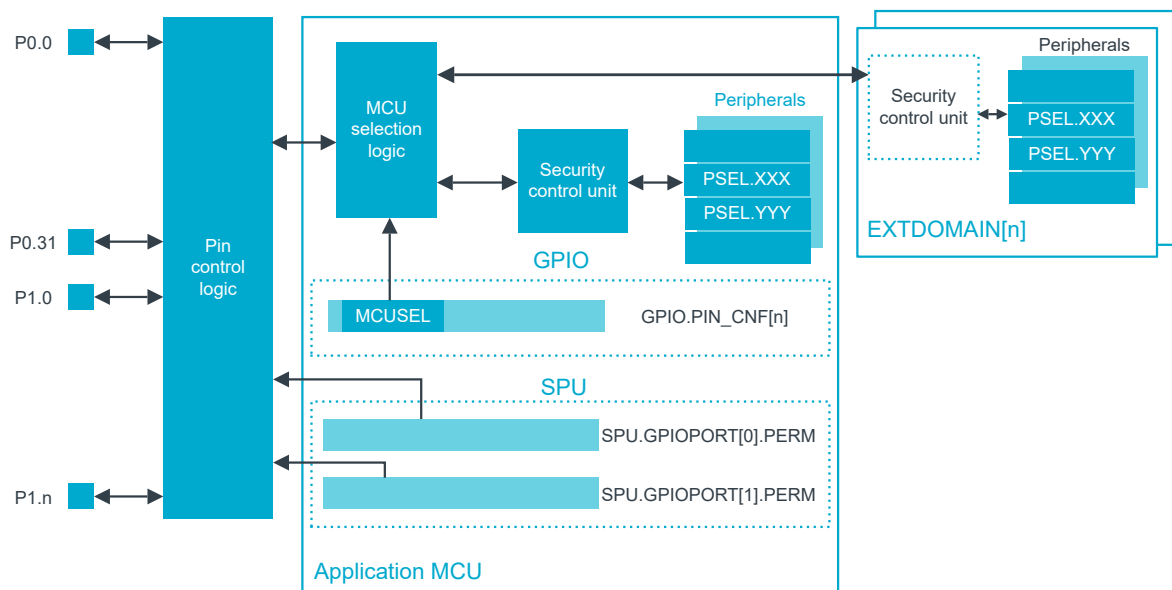 P0.0
P0.31
P1.0
P1.n
Pin
control
logic
MCU
selection
logic
Security
control unit
Peripherals
PSEL.XXX
PSEL.YYY
GPIO
MCUSEL
GPIO.PIN_CNF[n]
SPU
SPU.GPIOPORT[0].PERM
SPU.GPIOPORT[1].PERM
Application MCU
Security
control unit
Peripherals
PSEL.XXX
PSEL.YYY
EXTDOMAIN[n]